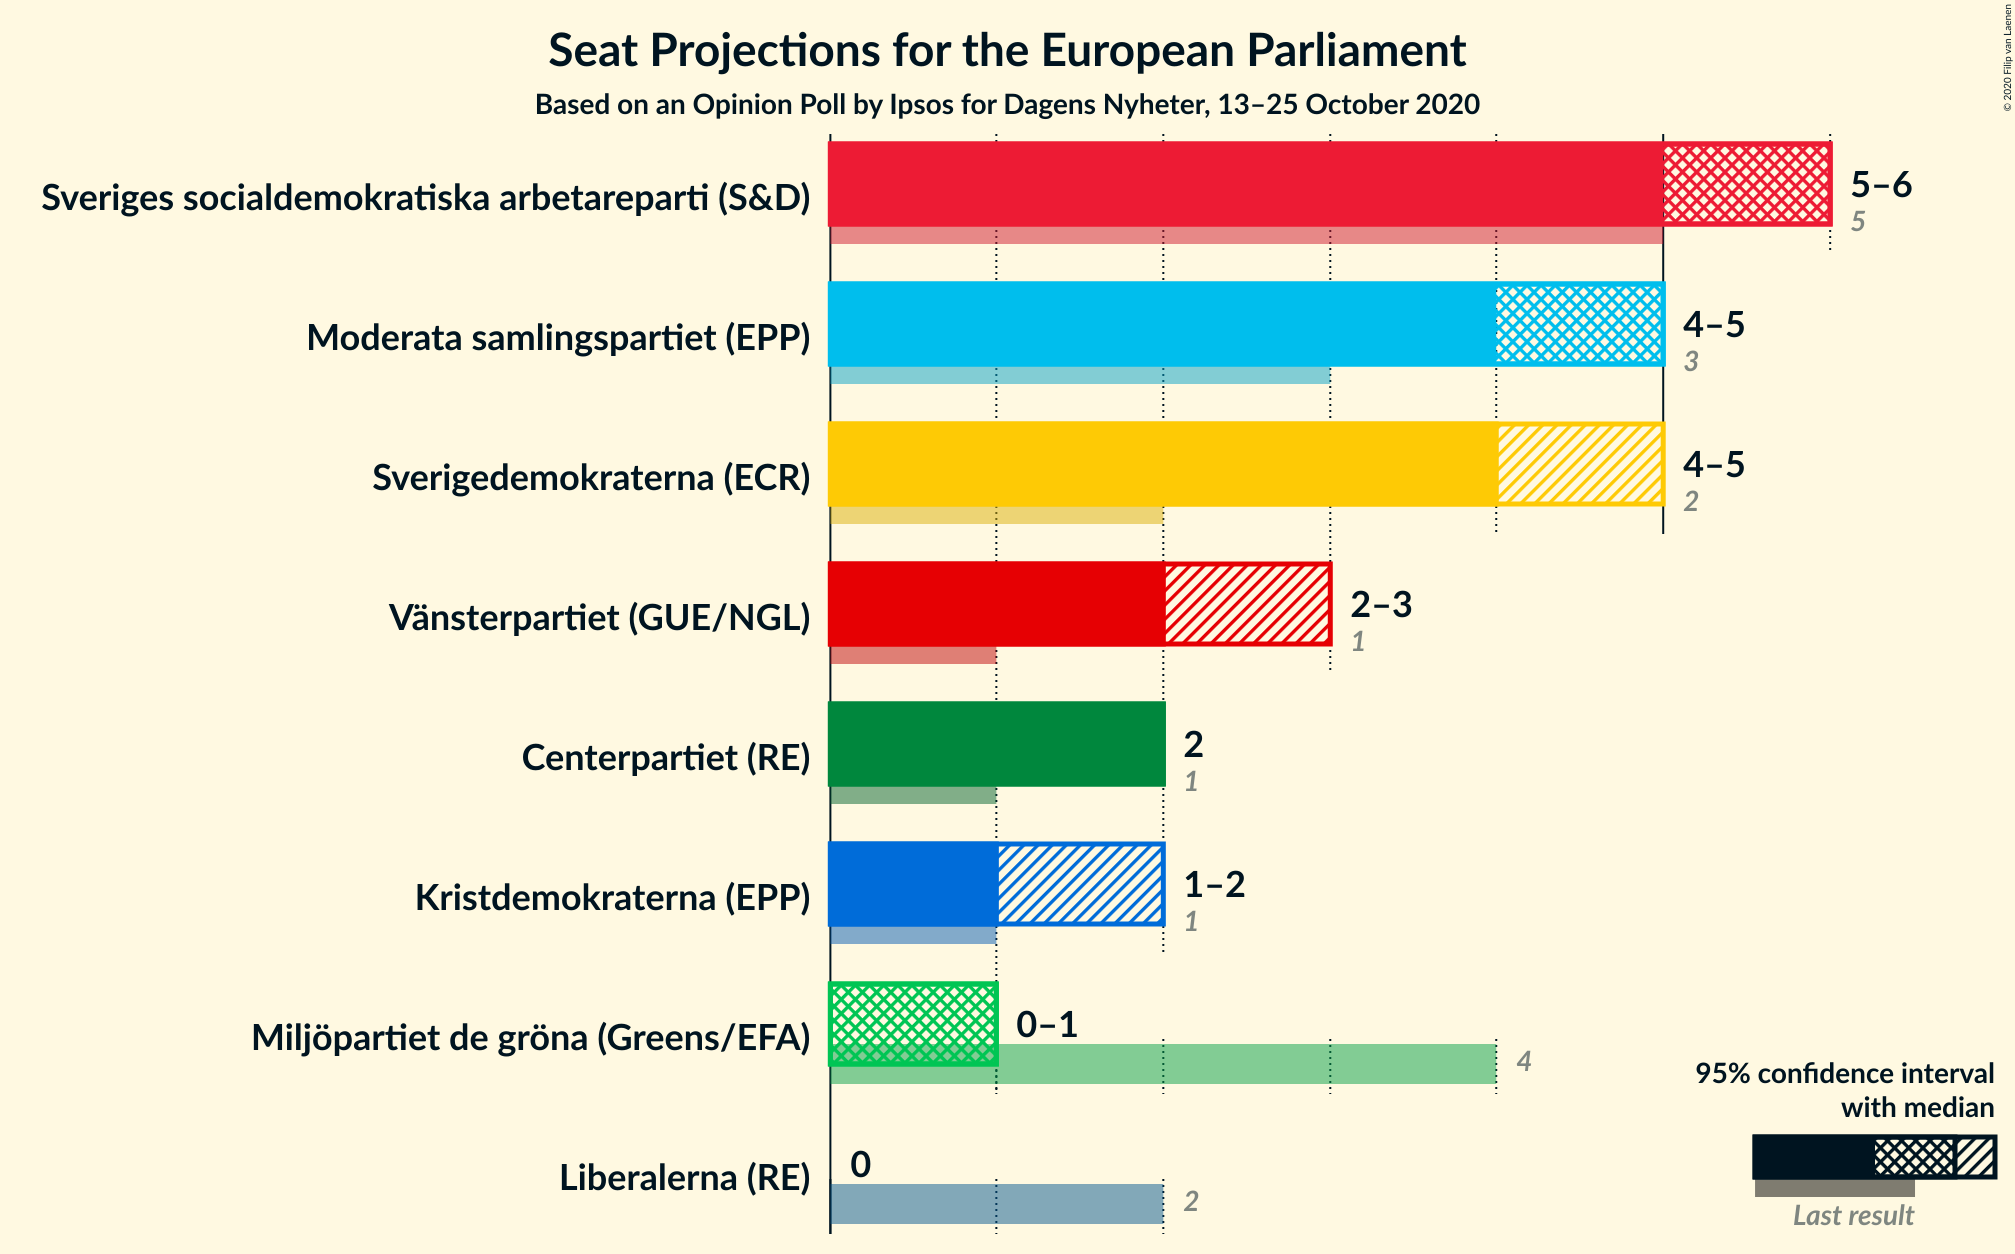 Seat Projections for the European Parliament
Based on an Opinion Poll by Ipsos for Dagens Nyheter, 13–25 October 2020
© 2020 Filip van Laenen
Sveriges socialdemokratiska arbetareparti (S&D)
5–6
5
Moderata samlingspartiet (EPP)
4–5
3
Sverigedemokraterna (ECR)
4–5
2
Vänsterpartiet (GUE/NGL)
2–3
1
Centerpartiet (RE)
2
1
Kristdemokraterna (EPP)
1–2
1
Miljöpartiet de gröna (Greens/EFA)
0–1
4
Liberalerna (RE)
0
2
95% confidence interval
with median
Last result